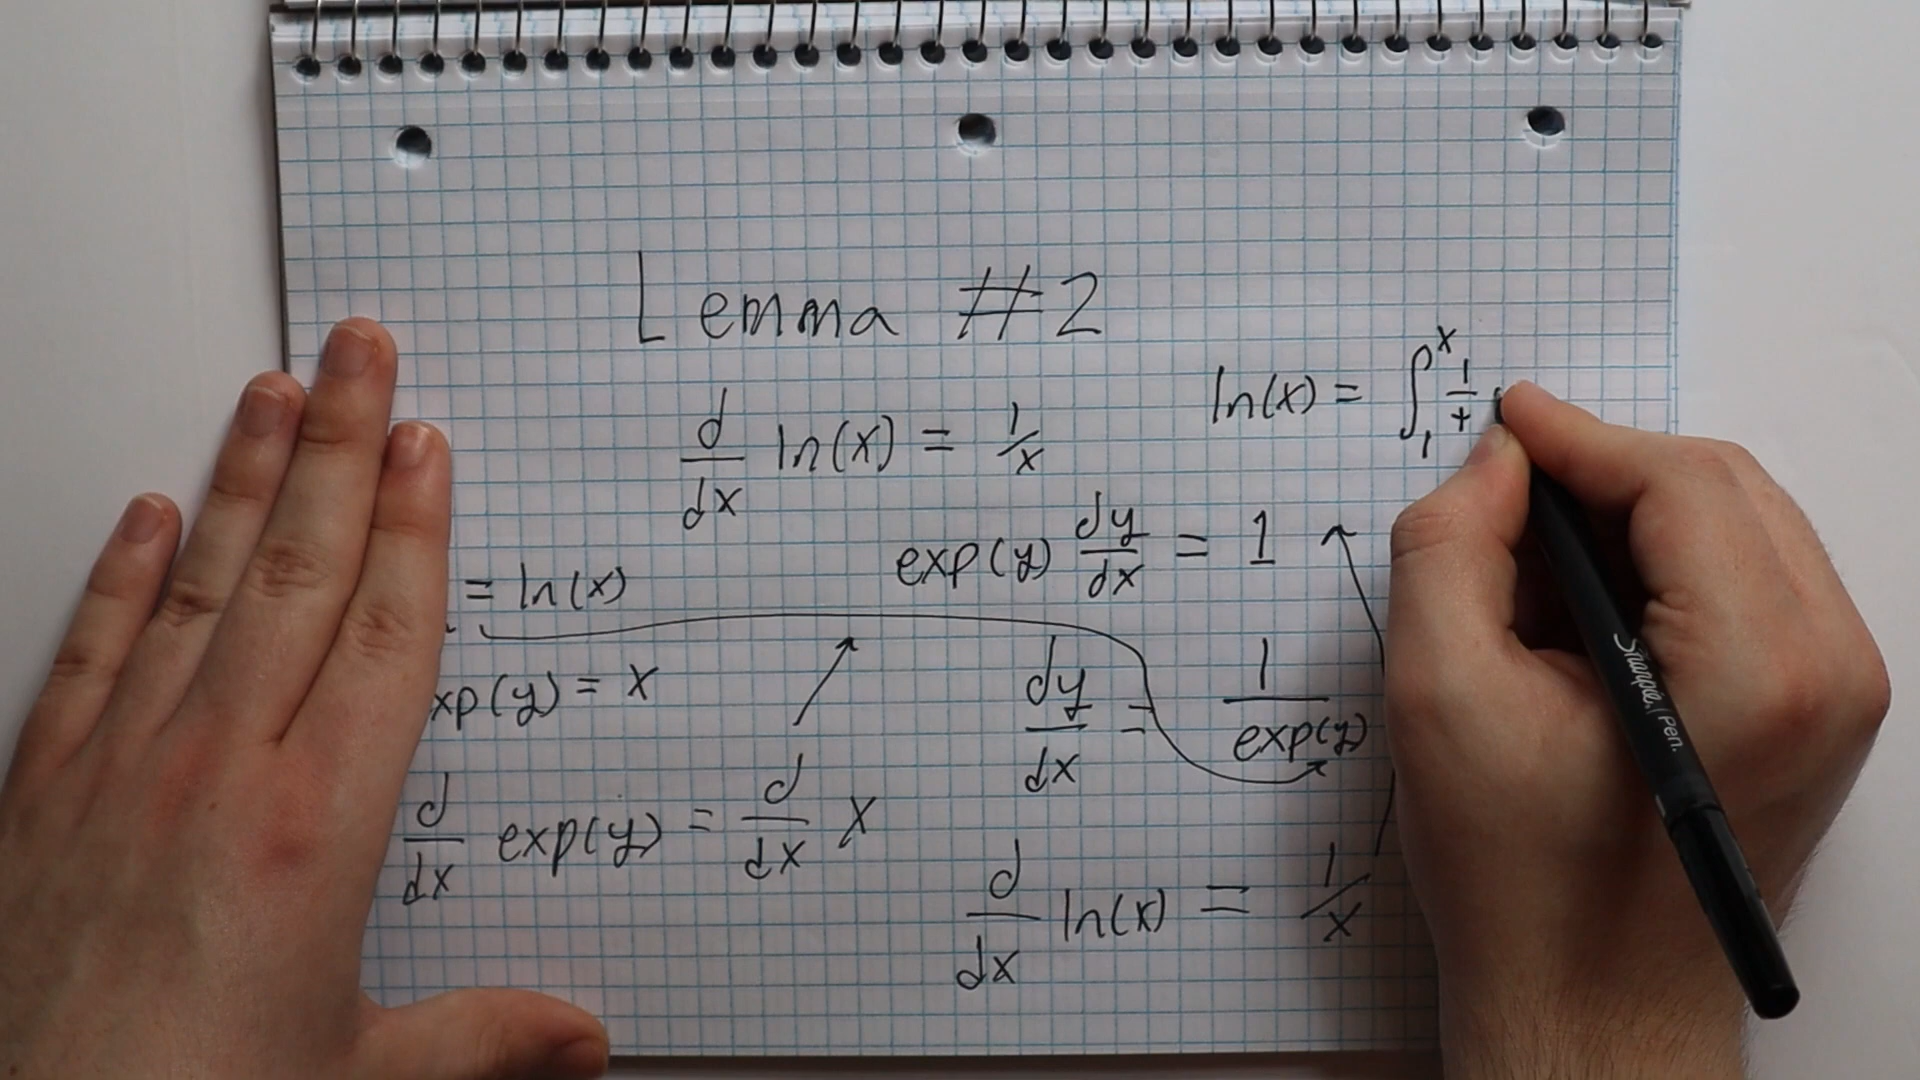 Lemma #2
d/dx ln(x) = 1/x
= ln(x)
xp(y) = x
d/dx exp(y) = d/dx x
exp(y) dy/dx = 1
dy/dx = 1/exp(y)
d/dx ln(x) = 1/x
ln(x) = ∫₁ˣ 1/t
Sharpie. Pen.